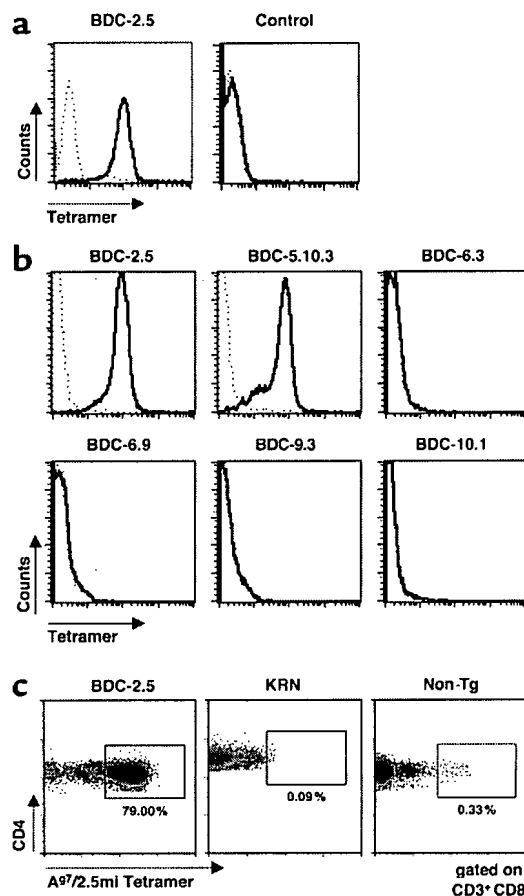 a
BDC-2.5 Control
Counts
Tetramer
b
BDC-2.5 BDC-5.10.3 BDC-6.3
BDC-6.9 BDC-9.3 BDC-10.1
Counts
Tetramer
c
BDC-2.5 KRN Non-Tg
79.00% 0.09% 0.33%
CD4
A^g7/2.5mi Tetramer
gated on
CD3⁺ CD8